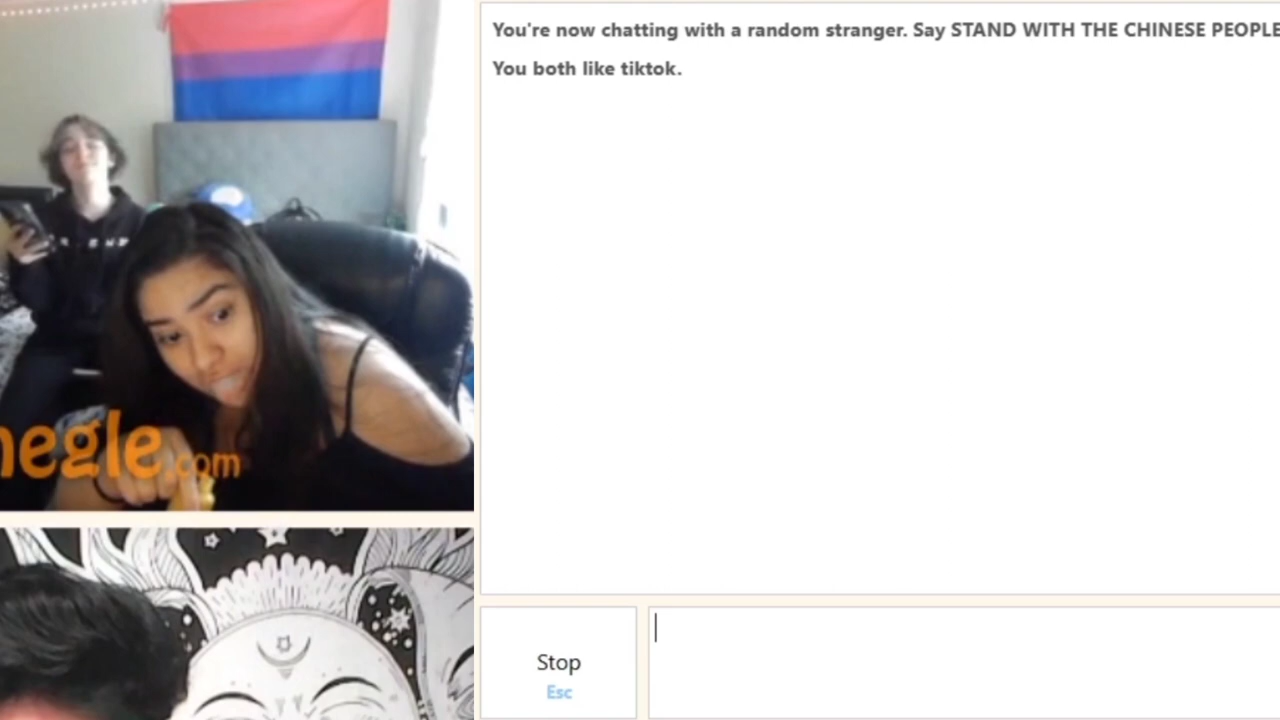 You're now chatting with a random stranger. Say STAND WITH THE CHINESE PEOPLE
You both like tiktok.
negle.com
Stop
Esc